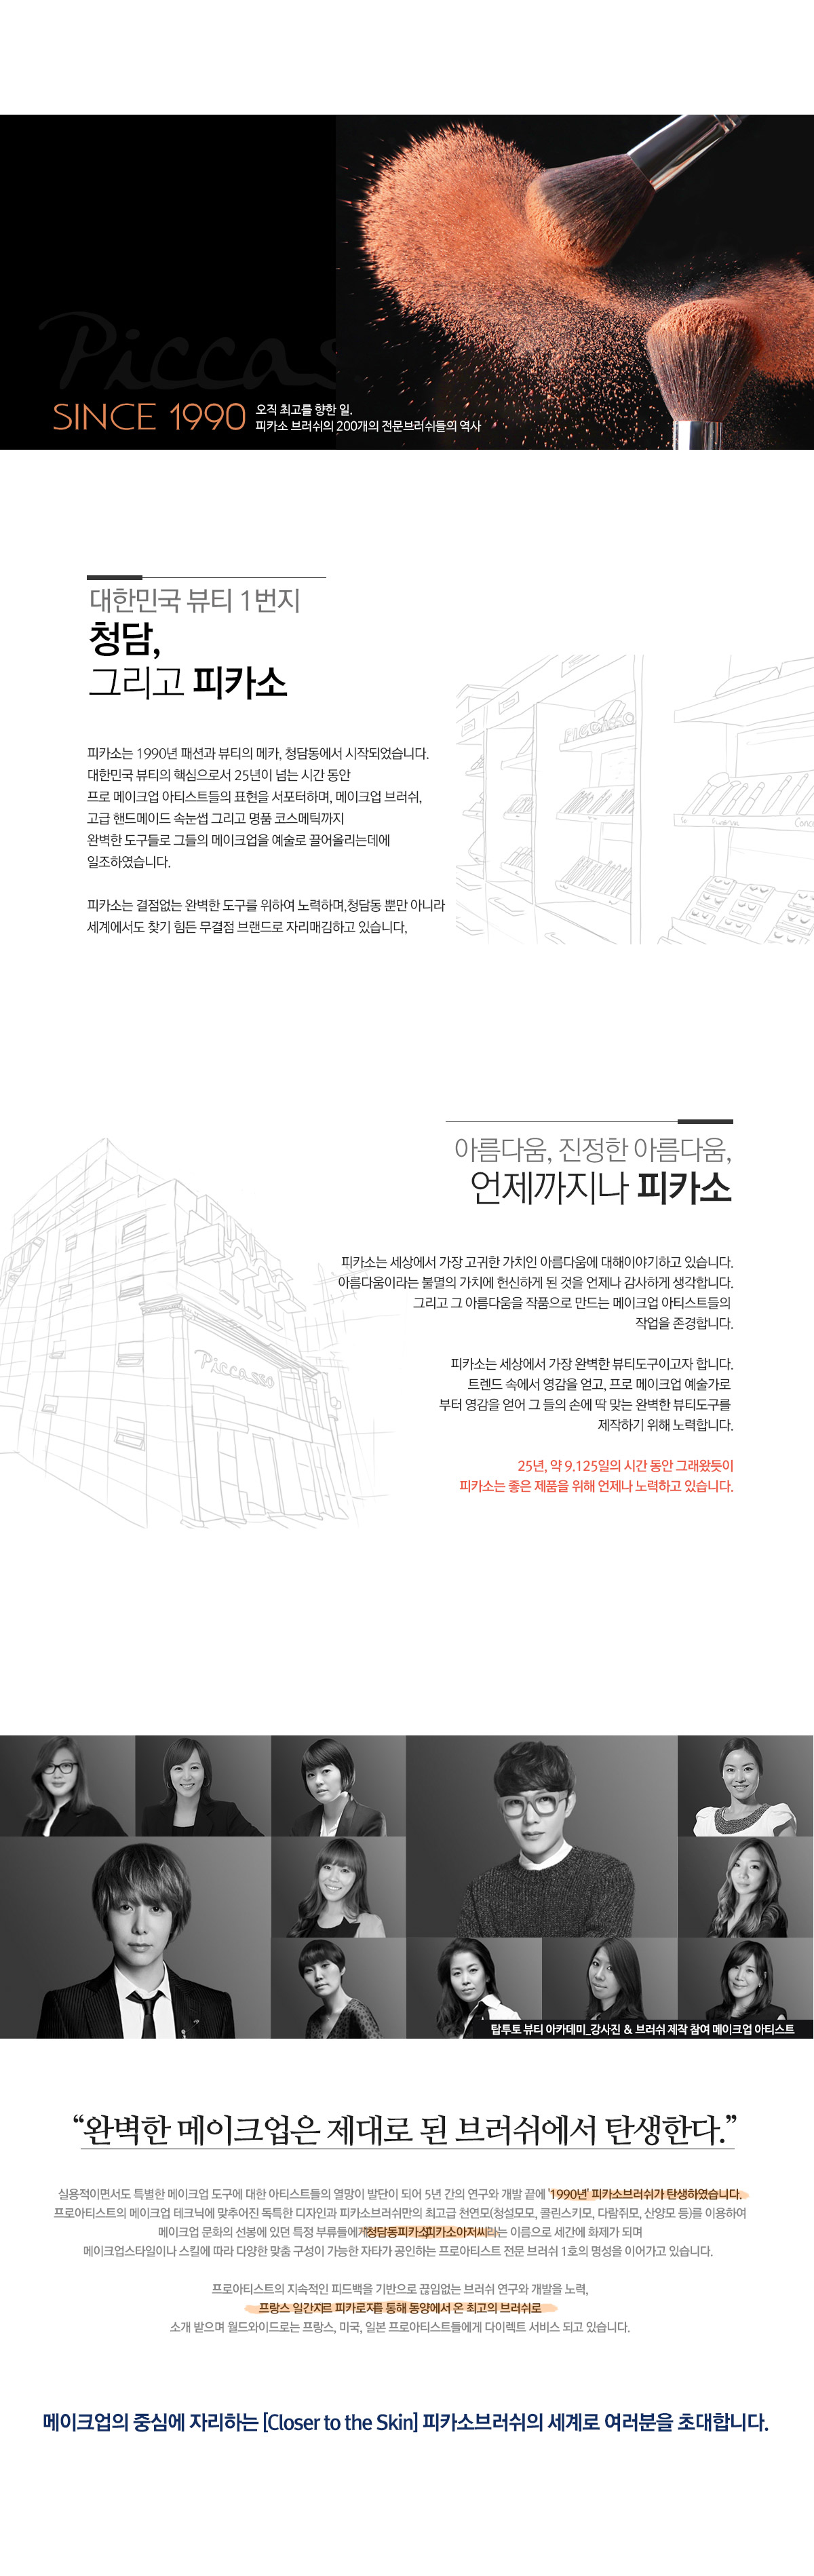 Piccas
SINCE 1990
오직 최고를 향한 일.
피카소 브러쉬의 200개의 전문브러쉬들의 역사
대한민국 뷰티 1번지
청담,
그리고 피카소
피카소는 1990년 패션과 뷰티의 메카, 청담동에서 시작되었습니다.
대한민국 뷰티의 핵심으로서 25년이 넘는 시간 동안
프로 메이크업 아티스트들의 표현을 서포터하며, 메이크업 브러쉬,
고급 핸드메이드 속눈썹 그리고 명품 코스메틱까지
완벽한 도구들로 그들의 메이크업을 예술로 끌어올리는데에
일조하였습니다.
피카소는 결점없는 완벽한 도구를 위하여 노력하며,청담동 뿐만 아니라
세계에서도 찾기 힘든 무결점 브랜드로 자리매김하고 있습니다,
PICCASSO
아름다움, 진정한 아름다움,
언제까지나 피카소
Piccasso
피카소는 세상에서 가장 고귀한 가치인 아름다움에 대해이야기하고 있습니다.
아름다움이라는 불멸의 가치에 헌신하게 된 것을 언제나 감사하게 생각합니다.
그리고 그 아름다움을 작품으로 만드는 메이크업 아티스트들의
작업을 존경합니다.
피카소는 세상에서 가장 완벽한 뷰티도구이고자 합니다.
트렌드 속에서 영감을 얻고, 프로 메이크업 예술가로
부터 영감을 얻어 그 들의 손에 딱 맞는 완벽한 뷰티도구를
제작하기 위해 노력합니다.
25년, 약 9.125일의 시간 동안 그래왔듯이
피카소는 좋은 제품을 위해 언제나 노력하고 있습니다.
탑투토 뷰티 아카데미_강사진 & 브러쉬 제작 참여 메이크업 아티스트
“완벽한 메이크업은 제대로 된 브러쉬에서 탄생한다.”
실용적이면서도 특별한 메이크업 도구에 대한 아티스트들의 열망이 발단이 되어 5년 간의 연구와 개발 끝에 '1990년' 피카소브러쉬가 탄생하였습니다.
프로아티스트의 메이크업 테크닉에 맞추어진 독특한 디자인과 피카소브러쉬만의 최고급 천연모(청설모모, 콜린스키모, 다람쥐모, 산양모 등)를 이용하여
메이크업 문화의 선봉에 있던 특정 부류들에게'청담동피카소'피카소아저씨'라는 이름으로 세간에 화제가 되며
메이크업스타일이나 스킬에 따라 다양한 맞춤 구성이 가능한 자타가 공인하는 프로아티스트 전문 브러쉬 1호의 명성을 이어가고 있습니다.
프로아티스트의 지속적인 피드백을 기반으로 끊임없는 브러쉬 연구와 개발을 노력,
프랑스 일간지'르 피카로지'를 통해 동양에서 온 최고의 브러쉬로
소개 받으며 월드와이드로는 프랑스, 미국, 일본 프로아티스트들에게 다이렉트 서비스 되고 있습니다.
메이크업의 중심에 자리하는 [Closer to the Skin] 피카소브러쉬의 세계로 여러분을 초대합니다.